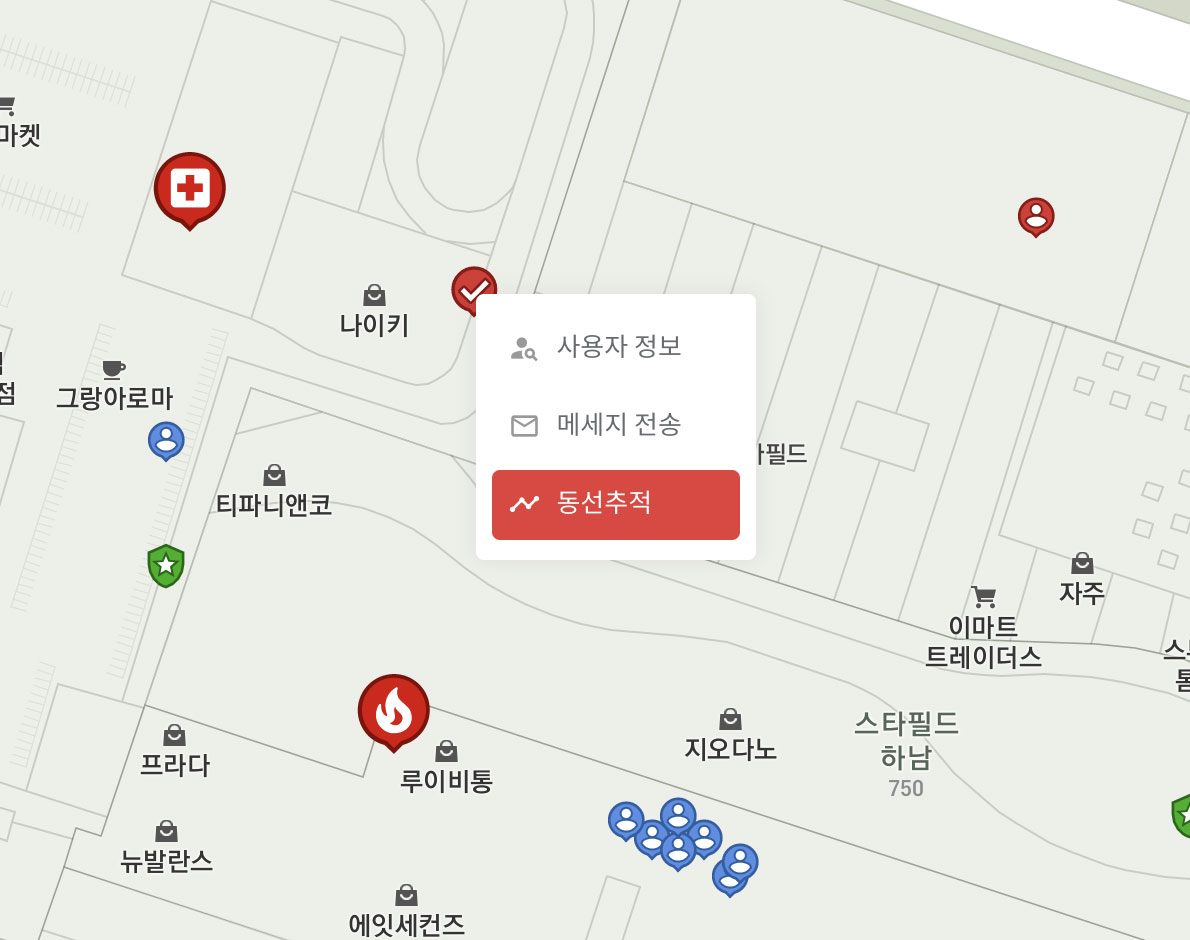 마켓
나이키
사용자 정보
점
그랑아로마
메세지 전송
필드
티파니앤코
동선추적
자주
이마트
트레이더스
스타필드
하남
750
지오다노
프라다
루이비통
뉴발란스
에잇세컨즈